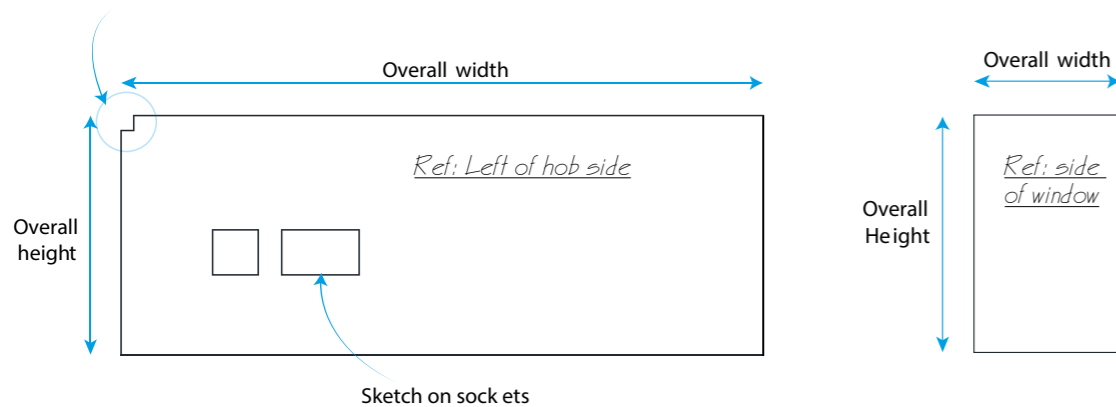 Overall width
Overall width
Ref: Left of hob side
Ref: side
of window
Overall
height
Overall
Height
Sketch on sock ets